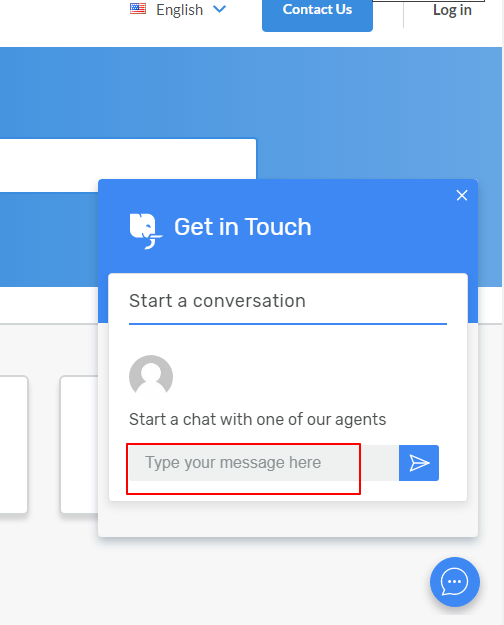 English
Contact Us
Log in
Get in Touch
Start a conversation
Start a chat with one of our agents
Type your message here